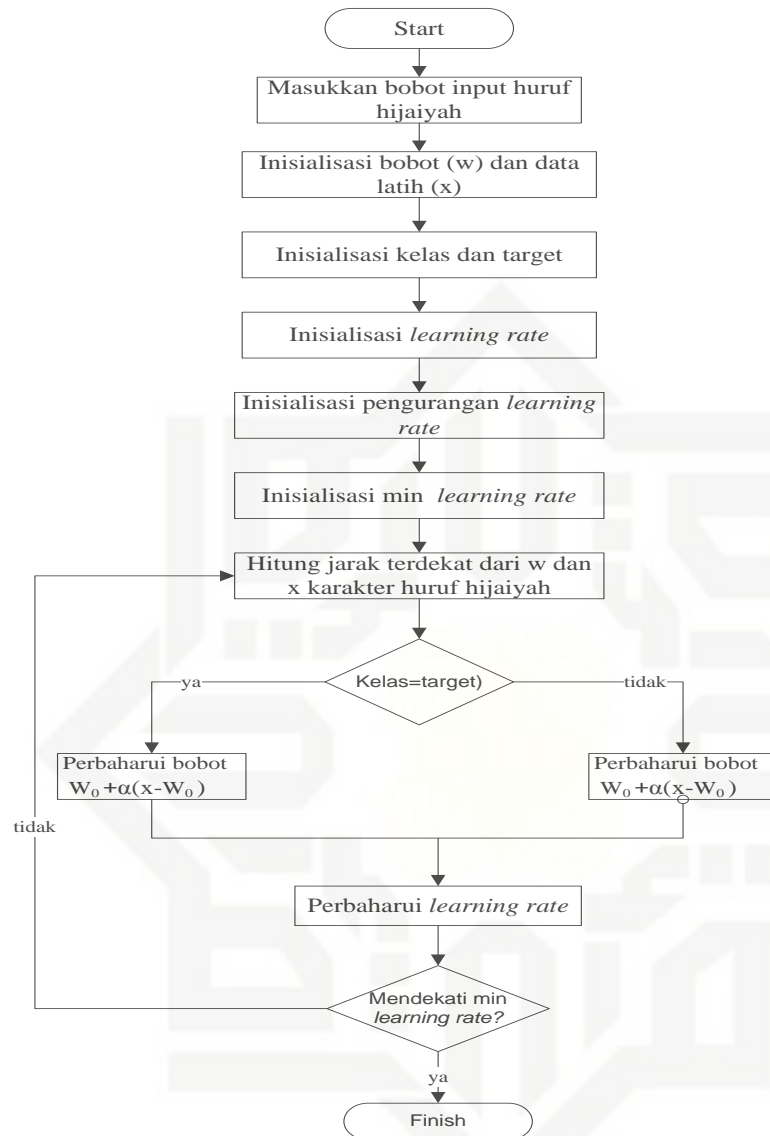 Start
Masukkan bobot input huruf
hijaiyah
Inisialisasi bobot (w) dan data
latih (x)
Inisialisasi kelas dan target
Inisialisasi learning rate
Inisialisasi pengurangan learning
rate
Inisialisasi min learning rate
Hitung jarak terdekat dari w dan
x karakter huruf hijaiyah
Kelas=target)
ya
tidak
Perbaharui bobot
W₀+α(x-W₀)
Perbaharui bobot
W₀+α(x-W₀)
tidak
Perbaharui learning rate
Mendekati min
learning rate?
ya
Finish